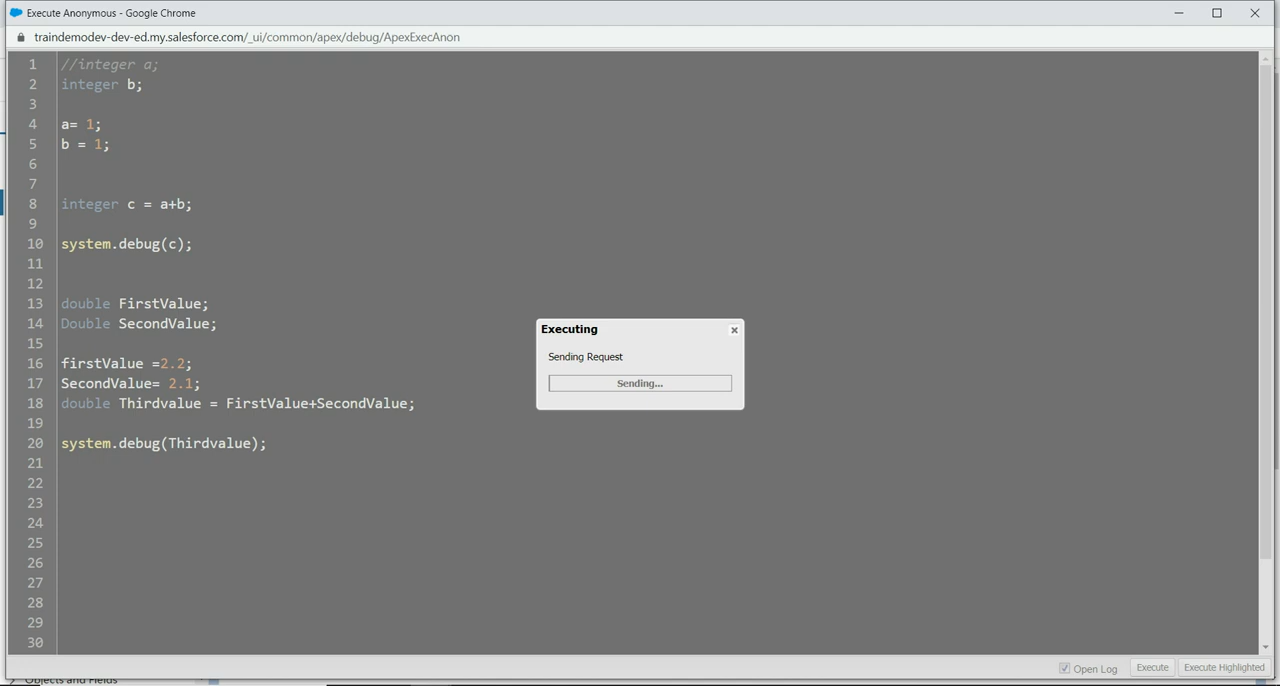 Execute Anonymous - Google Chrome
traindemodev-dev-ed.my.salesforce.com/_ui/common/apex/debug/ApexExecAnon
1 //integer a;
2 integer b;
3
4 a= 1;
5 b = 1;
6
7
8 integer c = a+b;
9
10 system.debug(c);
11
12
13 double FirstValue;
14 Double SecondValue;
15
16 firstValue =2.2;
17 SecondValue= 2.1;
18 double Thirdvalue = FirstValue+SecondValue;
19
20 system.debug(Thirdvalue);
21
22
23
24
25
26
27
28
29
30
Executing
Sending Request
Sending...
Open Log Execute Execute Highlighted
Objects and Fields